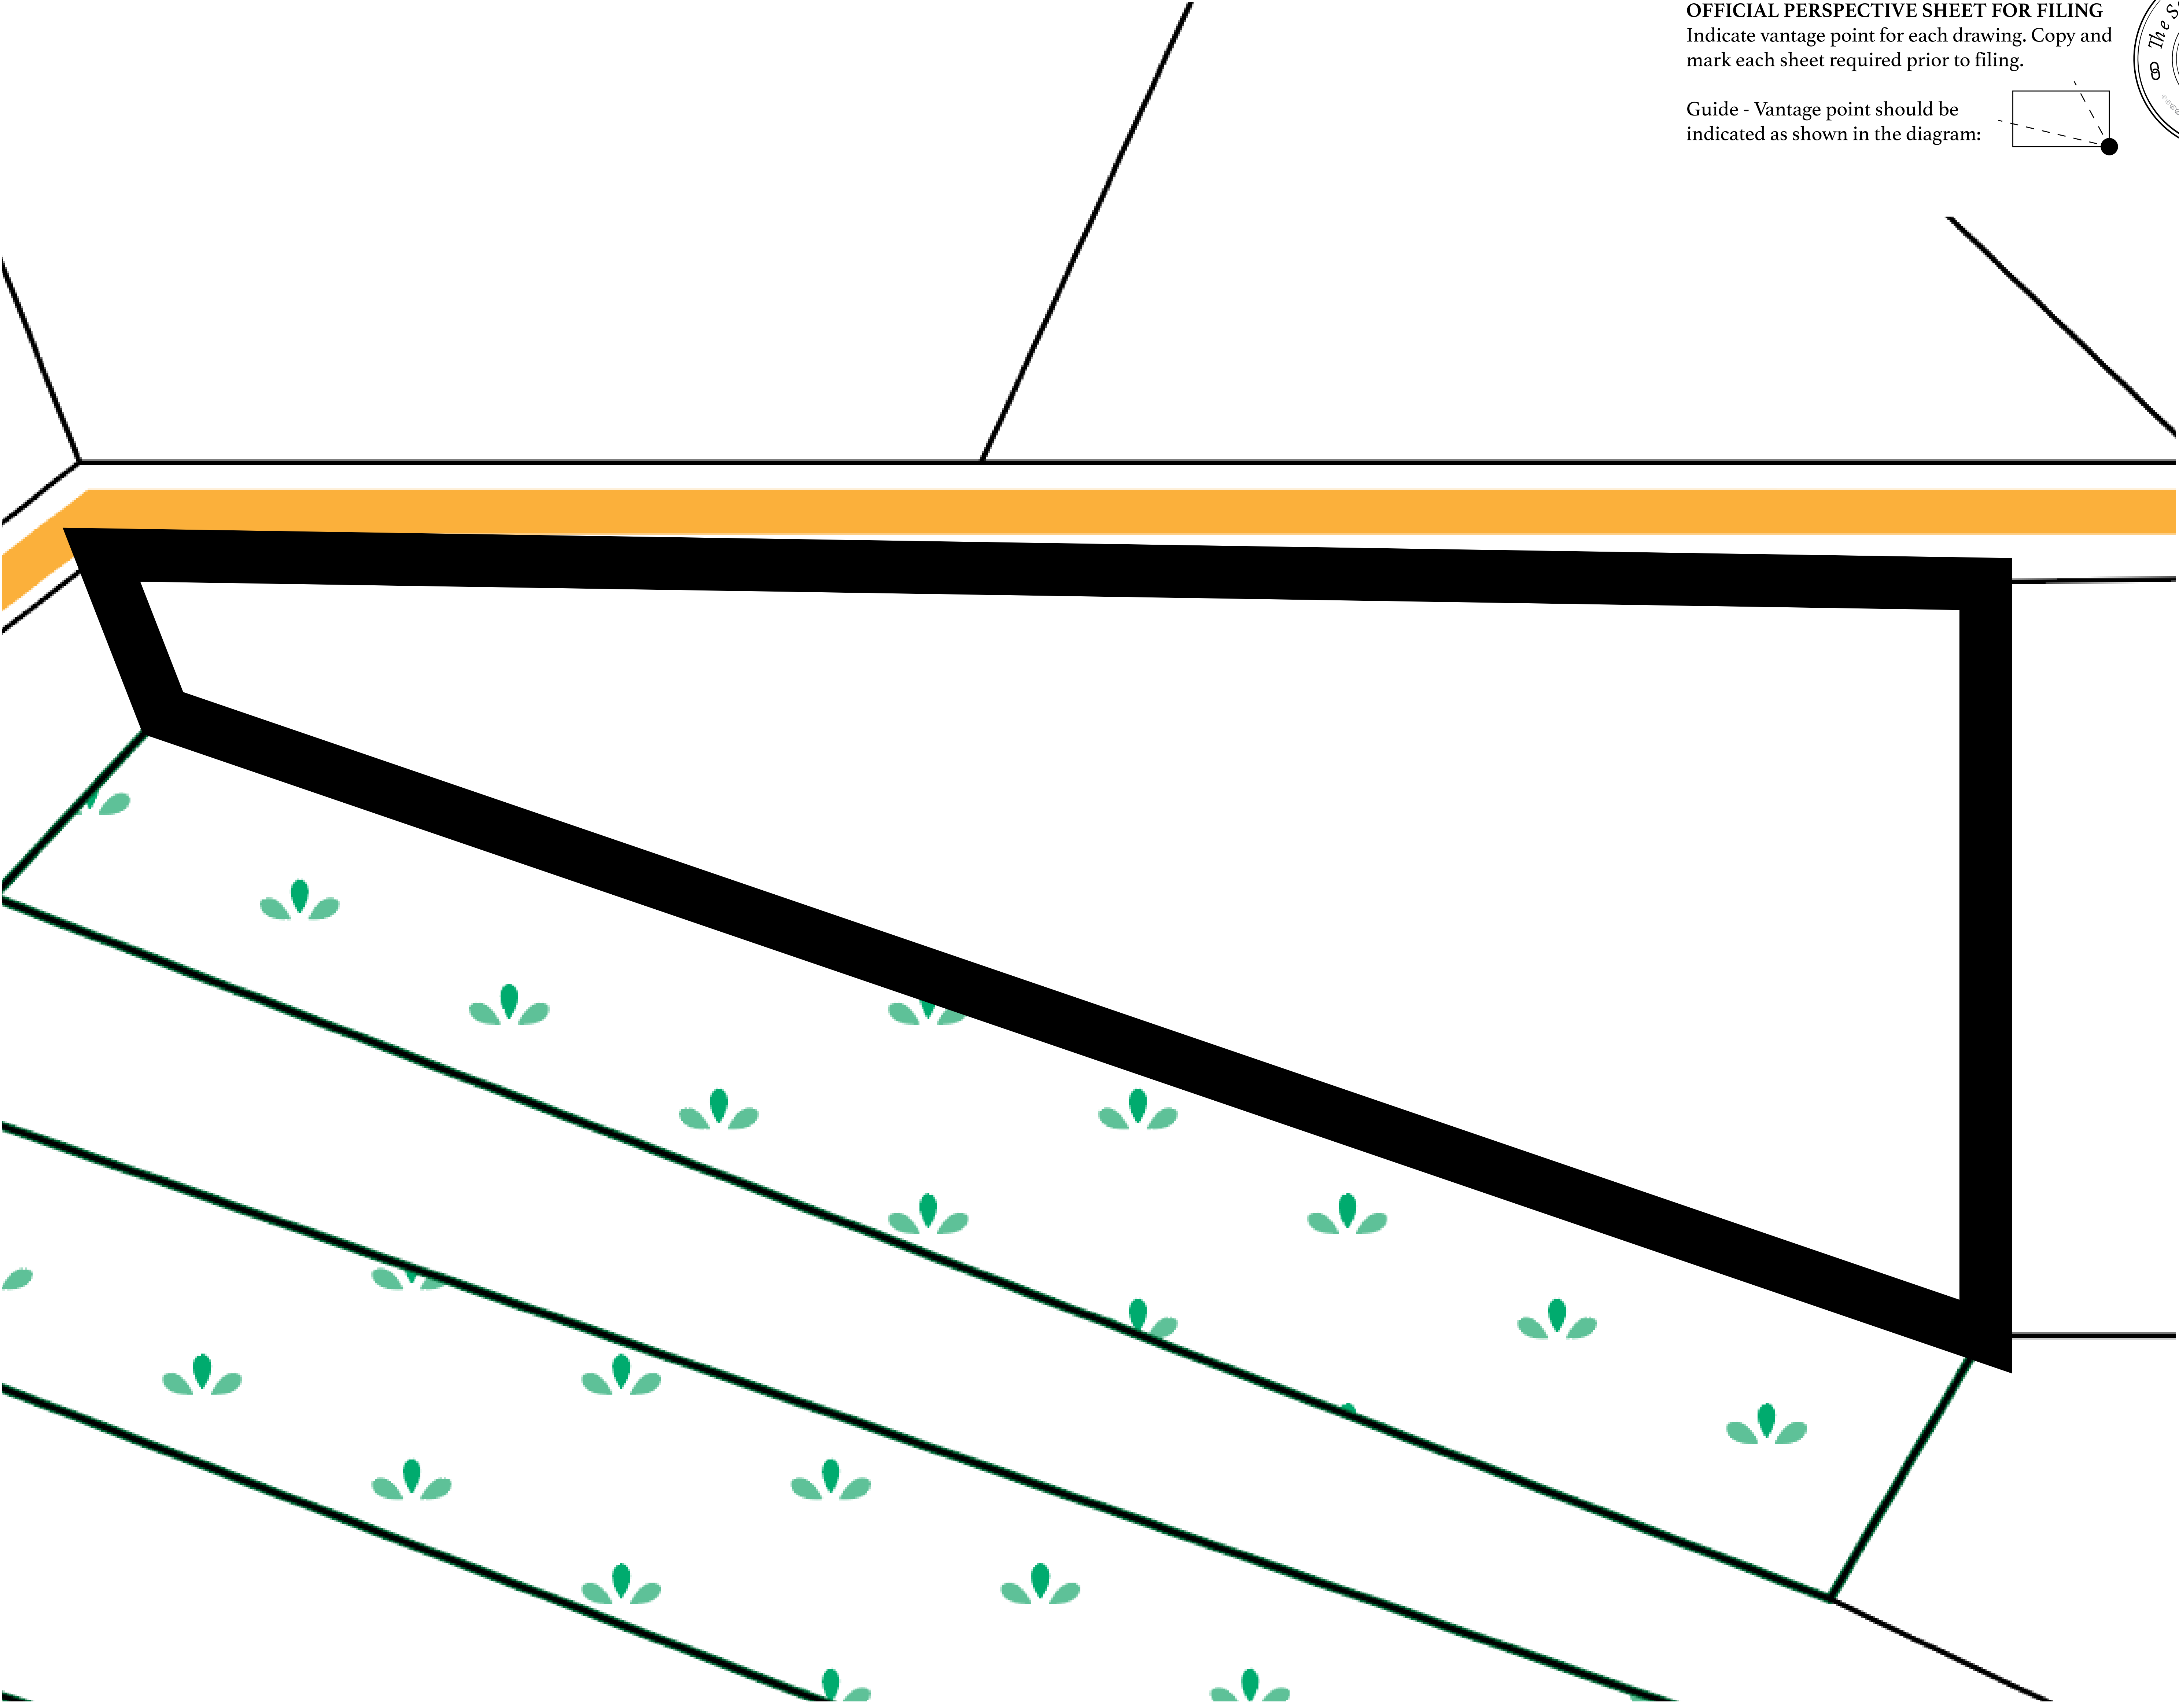 OFFICIAL PERSPECTIVE SHEET FOR FILING
Indicate vantage point for each drawing. Copy and
mark each sheet required prior to filing.
Guide - Vantage point should be
indicated as shown in the diagram:
The S